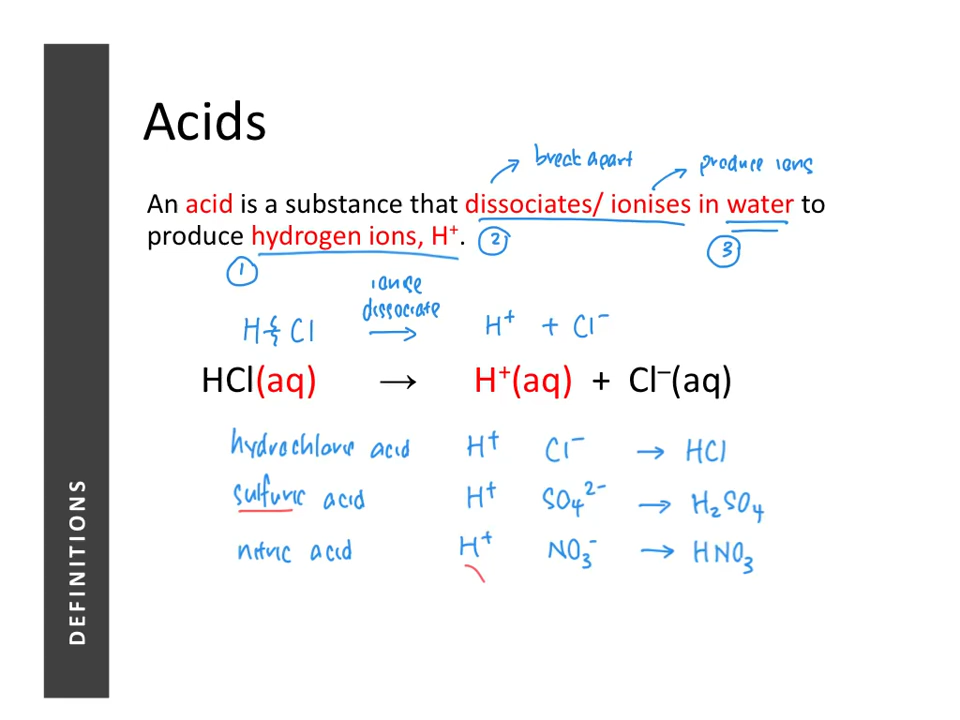 Acids
break apart
produce ions
An acid is a substance that dissociates/ ionises in water to
produce hydrogen ions, H⁺.
2
3
1
ionise
dissociate
H Cl → H⁺ + Cl⁻
HCl(aq) → H⁺(aq) + Cl⁻(aq)
hydrochloric acid H⁺ Cl⁻ → HCl
sulfuric acid H⁺ SO₄²⁻ → H₂SO₄
nitric acid H⁺ NO₃⁻ → HNO₃
DEFINITIONS